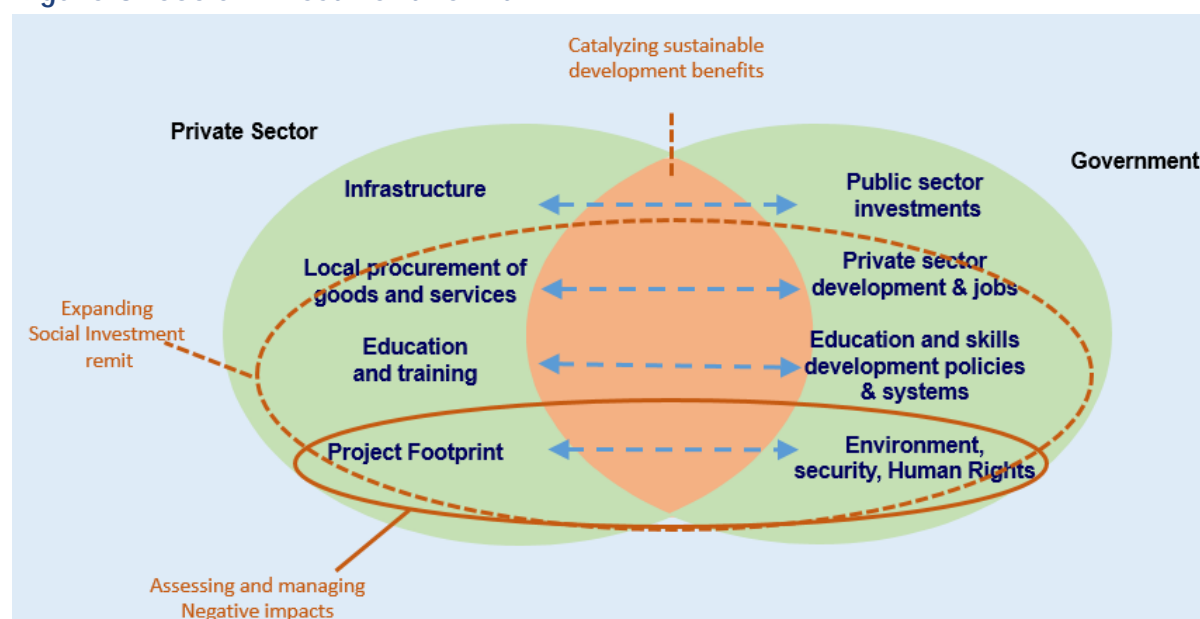 Catalyzing sustainable
development benefits
Private Sector
Government
Infrastructure
Public sector
investments
Local procurement of
goods and services
Private sector
development & jobs
Expanding
Social Investment
remit
Education
and training
Education and skills
development policies
& systems
Project Footprint
Environment,
security, Human Rights
Assessing and managing
Negative impacts